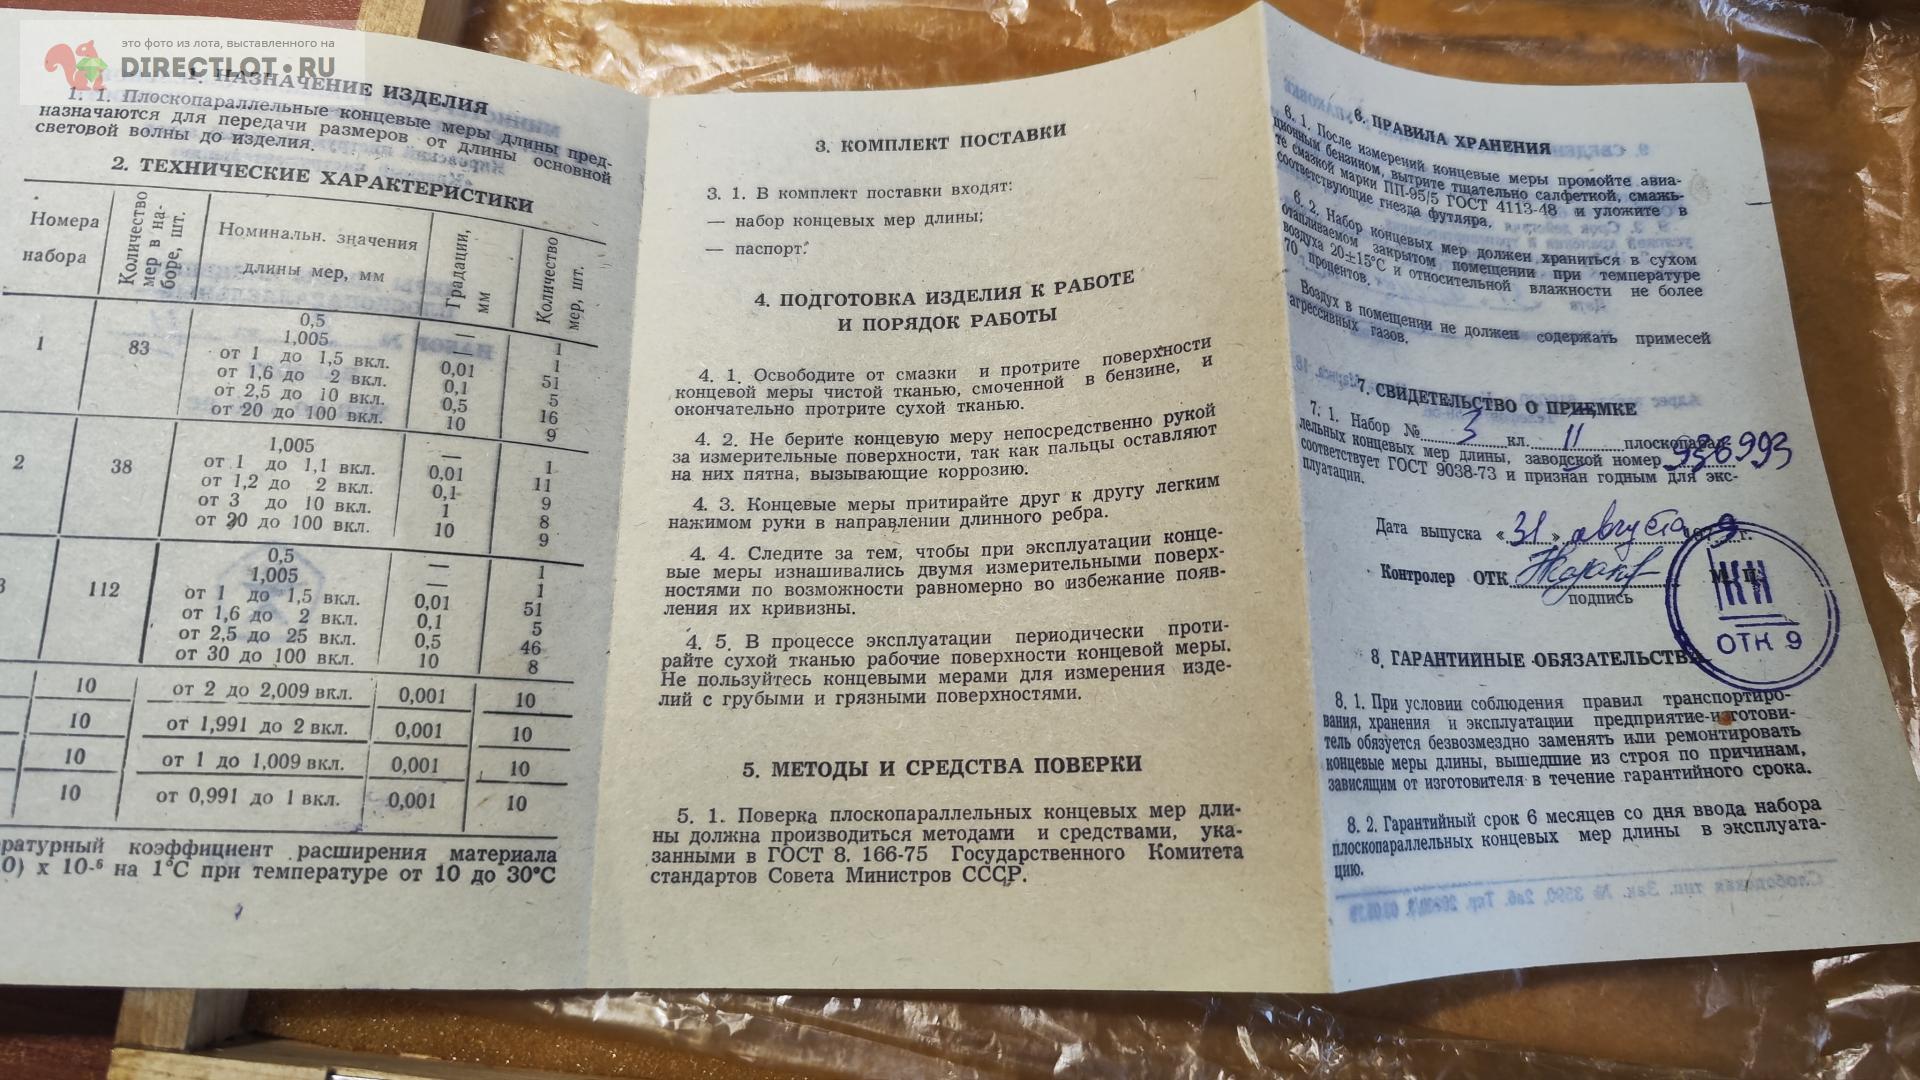 это фото из лота, выставленного на
DIRECTLOT.RU
1. НАЗНАЧЕНИЕ ИЗДЕЛИЯ
1. 1. Плоскопараллельные концевые меры длины пред-
назначаются для передачи размеров от длины основной
световой волны до изделия.
2. ТЕХНИЧЕСКИЕ ХАРАКТЕРИСТИКИ
Номера набора
Количество мер в на-боре, шт.
Номинальн. значения длины мер, мм
Градации, мм
Количество мер, шт.
1 83
0,5 — 1
1,005 — 1
от 1 до 1,5 вкл. 0,01 51
от 1,6 до 2 вкл. 0,1 5
от 2,5 до 10 вкл. 0,5 16
от 20 до 100 вкл. 10 9
2 38
1,005 — 1
от 1 до 1,1 вкл. 0,01 11
от 1,2 до 2 вкл. 0,1 9
от 3 до 10 вкл. 1 8
от 20 до 100 вкл. 10 9
3 112
0,5 — 1
1,005 — 1
от 1 до 1,5 вкл. 0,01 51
от 1,6 до 2 вкл. 0,1 5
от 2,5 до 25 вкл. 0,5 46
от 30 до 100 вкл. 10 8
10 от 2 до 2,009 вкл. 0,001 10
10 от 1,991 до 2 вкл. 0,001 10
10 от 1 до 1,009 вкл. 0,001 10
10 от 0,991 до 1 вкл. 0,001 10
ратурный коэффициент расширения материала
0) х 10-⁶ на 1°С при температуре от 10 до 30°С
3. КОМПЛЕКТ ПОСТАВКИ
3. 1. В комплект поставки входят:
— набор концевых мер длины;
— паспорт.
4. ПОДГОТОВКА ИЗДЕЛИЯ К РАБОТЕ
И ПОРЯДОК РАБОТЫ
4. 1. Освободите от смазки и протрите поверхности
концевой меры чистой тканью, смоченной в бензине, и
окончательно протрите сухой тканью.
4. 2. Не берите концевую меру непосредственно рукой
за измерительные поверхности, так как пальцы оставляют
на них пятна, вызывающие коррозию.
4. 3. Концевые меры притирайте друг к другу легким
нажимом руки в направлении длинного ребра.
4. 4. Следите за тем, чтобы при эксплуатации конце-
вые меры изнашивались двумя измерительными поверх-
ностями по возможности равномерно во избежание появ-
ления их кривизны.
4. 5. В процессе эксплуатации периодически проти-
райте сухой тканью рабочие поверхности концевой меры.
Не пользуйтесь концевыми мерами для измерения изде-
лий с грубыми и грязными поверхностями.
5. МЕТОДЫ И СРЕДСТВА ПОВЕРКИ
5. 1. Поверка плоскопараллельных концевых мер дли-
ны должна производиться методами и средствами, ука-
занными в ГОСТ 8. 166-75 Государственного Комитета
стандартов Совета Министров СССР.
6. ПРАВИЛА ХРАНЕНИЯ
6. 1. После измерений концевые меры промойте авиа-
ционным бензином, вытрите тщательно салфеткой, смажь-
те смазкой марки ПП-95/5 ГОСТ 4113-48 и уложите в
соответствующие гнезда футляра.
6. 2. Набор концевых мер должен храниться в сухом
отапливаемом закрытом помещении при температуре
воздуха 20±15°С и относительной влажности не более
70 процентов.
Воздух в помещении не должен содержать примесей
агрессивных газов.
7. СВИДЕТЕЛЬСТВО О ПРИЕМКЕ
7. 1. Набор № 3 кл. II плоскопарал-
лельных концевых мер длины, заводской номер 936993
соответствует ГОСТ 9038-73 и признан годным для экс-
плуатации.
Дата выпуска «31» августа 1979 г.
Контролер ОТК М. П.
подпись
ОТК 9
8. ГАРАНТИЙНЫЕ ОБЯЗАТЕЛЬСТВА
8. 1. При условии соблюдения правил транспортиро-
вания, хранения и эксплуатации предприятие-изготови-
тель обязуется безвозмездно заменять или ремонтировать
концевые меры длины, вышедшие из строя по причинам,
зависящим от изготовителя в течение гарантийного срока.
8. 2. Гарантийный срок 6 месяцев со дня ввода набора
плоскопараллельных концевых мер длины в эксплуата-
цию.